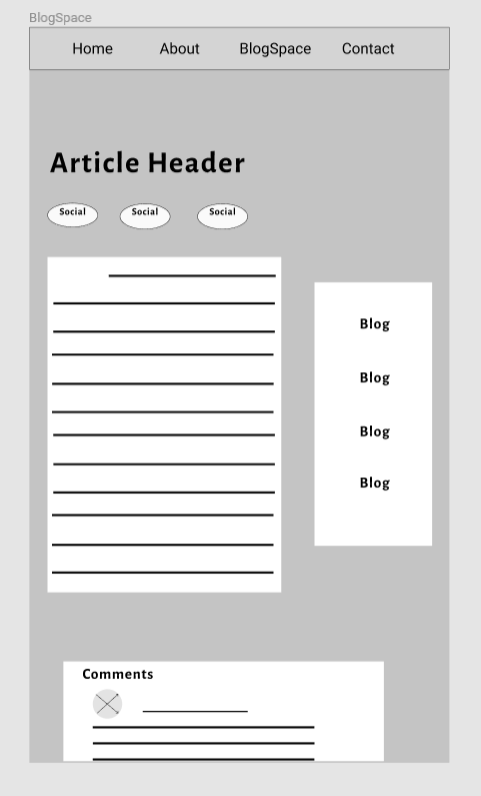 BlogSpace
Home About BlogSpace Contact
Article Header
Social Social Social
Blog
Blog
Blog
Blog
Comments